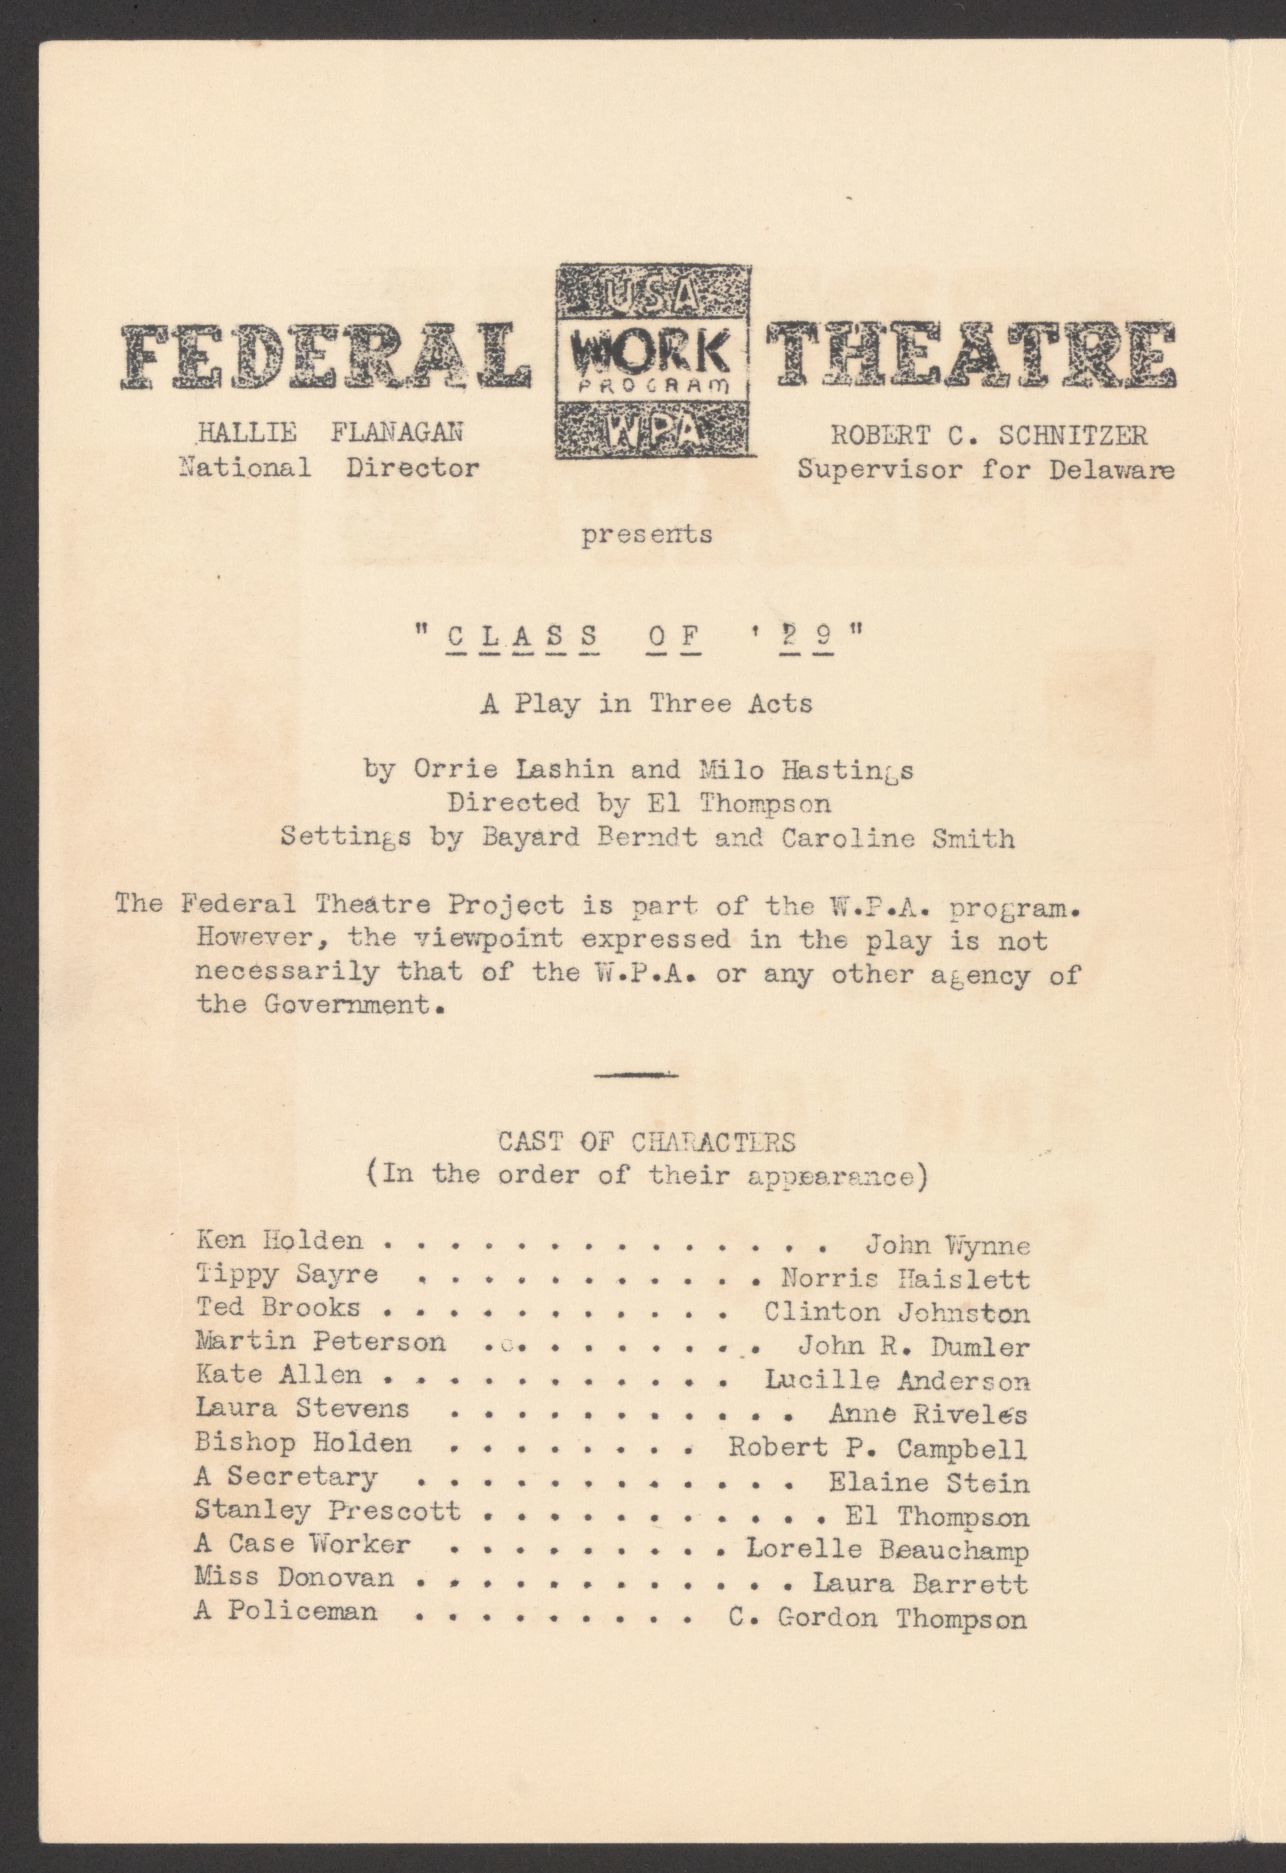 FEDERAL USA WORK PROGRAM WPA THEATRE
HALLIE FLANAGAN
National Director
ROBERT C. SCHNITZER
Supervisor for Delaware
presents
"CLASS OF '29"
A Play in Three Acts
by Orrie Lashin and Milo Hastings
Directed by El Thompson
Settings by Bayard Berndt and Caroline Smith
The Federal Theatre Project is part of the W.P.A. program.
However, the viewpoint expressed in the play is not
necessarily that of the W.P.A. or any other agency of
the Government.
CAST OF CHARACTERS
(In the order of their appearance)
Ken Holden . . . . . . . . . . . . . . John Wynne
Tippy Sayre . . . . . . . . . . . Norris Haislett
Ted Brooks . . . . . . . . . . . Clinton Johnston
Martin Peterson . . . . . . . . . John R. Dumler
Kate Allen . . . . . . . . . . . Lucille Anderson
Laura Stevens . . . . . . . . . . . Anne Riveles
Bishop Holden . . . . . . . . Robert P. Campbell
A Secretary . . . . . . . . . . . . Elaine Stein
Stanley Prescott . . . . . . . . . . . El Thompson
A Case Worker . . . . . . . . . Lorelle Beauchamp
Miss Donovan . . . . . . . . . . . . Laura Barrett
A Policeman . . . . . . . . . C. Gordon Thompson